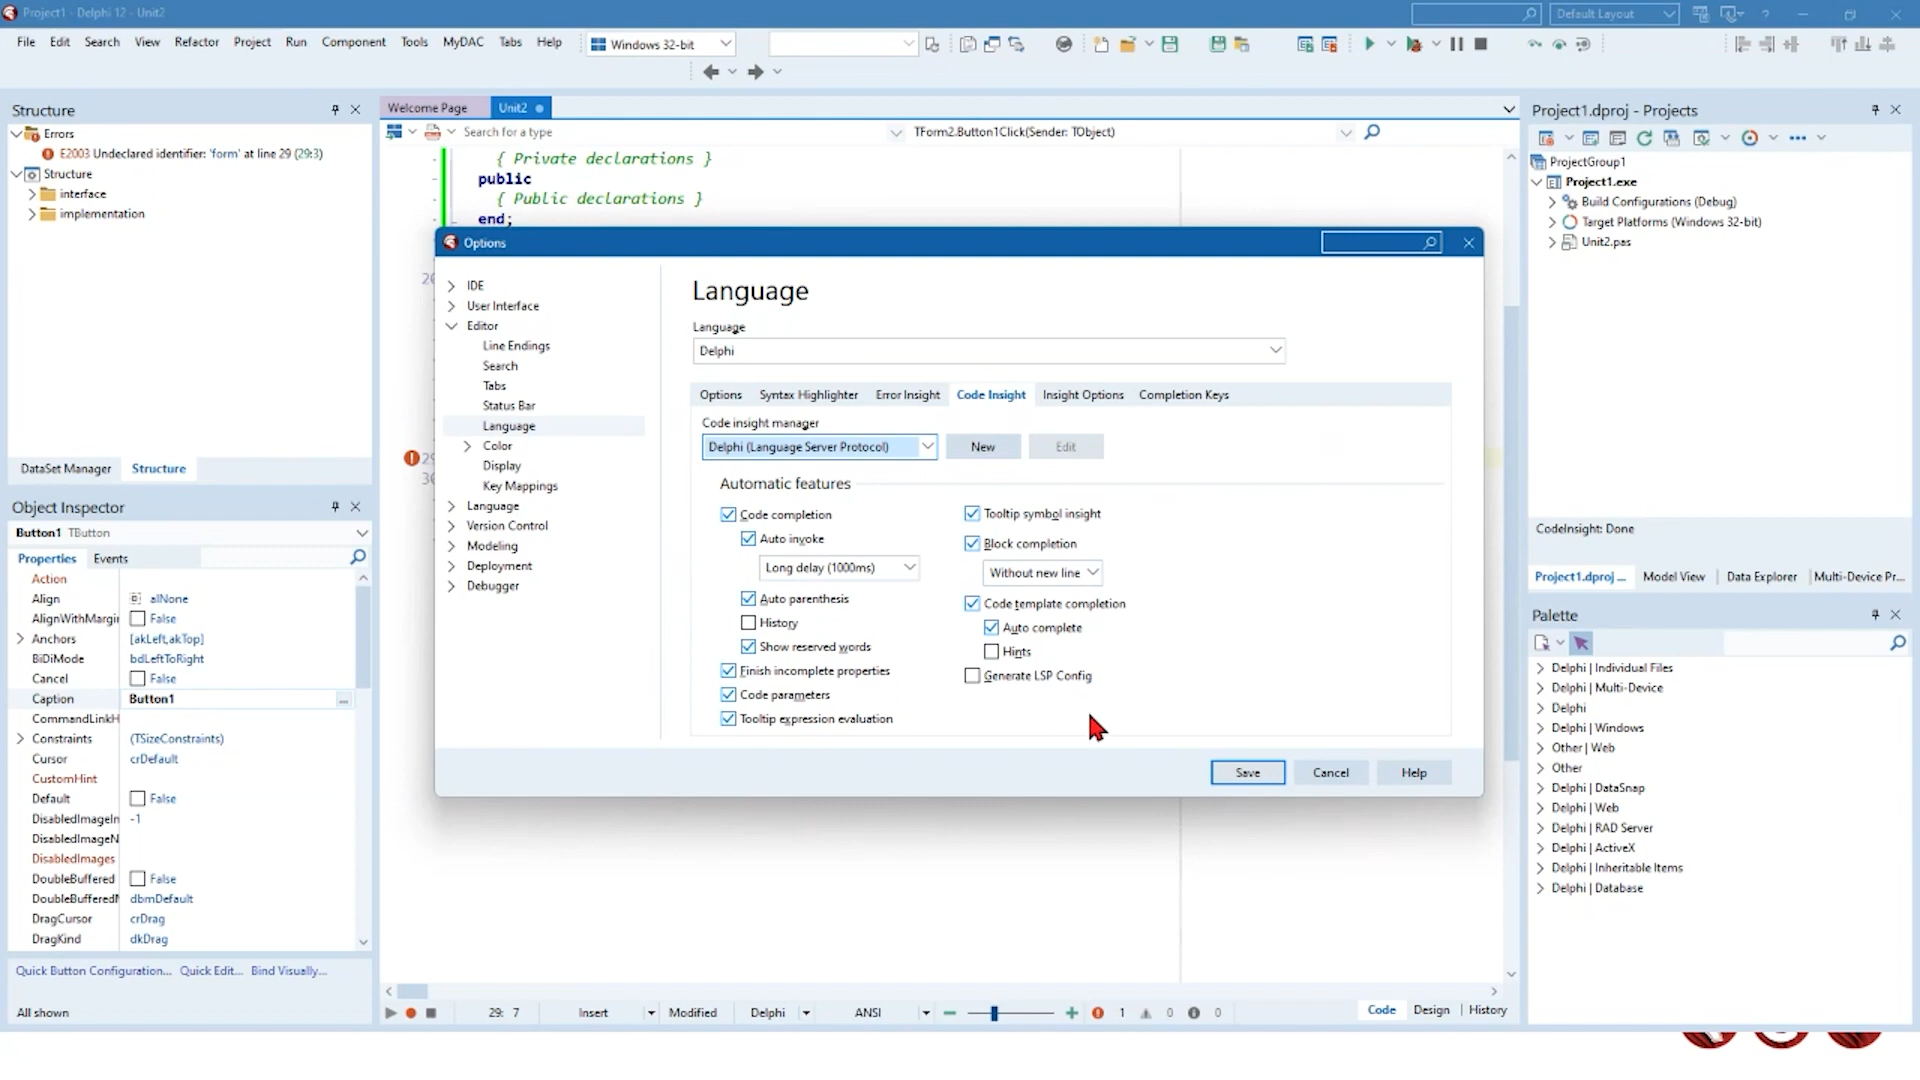 Project1 - Delphi 12 - Unit2
Default Layout
File Edit Search View Refactor Project Run Component Tools MyDAC Tabs Help
Windows 32-bit
Structure
Errors
E2003 Undeclared identifier: 'form' at line 29 (29:3)
Structure
interface
implementation
DataSet Manager Structure
Object Inspector
Button1 TButton
Properties Events
Action
Align alNone
AlignWithMargi False
Anchors [akLeft,akTop]
BiDiMode bdLeftToRight
Cancel False
Caption Button1 ...
CommandLinkH
Constraints (TSizeConstraints)
Cursor crDefault
CustomHint
Default False
DisabledImageIn -1
DisabledImageN
DisabledImages
DoubleBuffered False
DoubleBufferedM dbmDefault
DragCursor crDrag
DragKind dkDrag
Quick Button Configuration... Quick Edit... Bind Visually...
All shown
Welcome Page Unit2
Search for a type
TForm2.Button1Click(Sender: TObject)
{ Private declarations }
public
{ Public declarations }
end;
Options
IDE
User Interface
Editor
Line Endings
Search
Tabs
Status Bar
Language
Color
Display
Key Mappings
Language
Version Control
Modeling
Deployment
Debugger
Language
Language
Delphi
Options Syntax Highlighter Error Insight Code Insight Insight Options Completion Keys
Code insight manager
Delphi (Language Server Protocol) New Edit
Automatic features
Code completion
Auto invoke
Long delay (1000ms)
Auto parenthesis
History
Show reserved words
Finish incomplete properties
Code parameters
Tooltip expression evaluation
Tooltip symbol insight
Block completion
Without new line
Code template completion
Auto complete
Hints
Generate LSP Config
Save Cancel Help
29: 7 Insert Modified Delphi ANSI 1 0 0
Code Design History
Project1.dproj - Projects
ProjectGroup1
Project1.exe
Build Configurations (Debug)
Target Platforms (Windows 32-bit)
Unit2.pas
CodeInsight: Done
Project1.dproj ... Model View Data Explorer Multi-Device Pr...
Palette
Delphi | Individual Files
Delphi | Multi-Device
Delphi
Delphi | Windows
Other | Web
Other
Delphi | DataSnap
Delphi | Web
Delphi | RAD Server
Delphi | ActiveX
Delphi | Inheritable Items
Delphi | Database